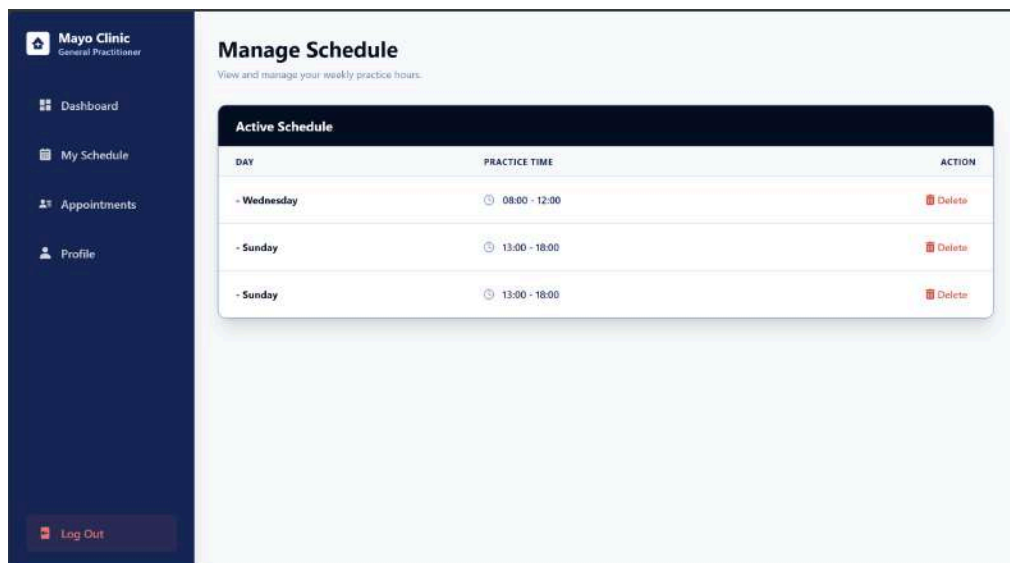 Mayo Clinic
General Practitioner
Dashboard
My Schedule
Appointments
Profile
Log Out
Manage Schedule
View and manage your weekly practice hours.
Active Schedule
DAY PRACTICE TIME ACTION
- Wednesday 08:00 - 12:00 Delete
- Sunday 13:00 - 18:00 Delete
- Sunday 13:00 - 18:00 Delete